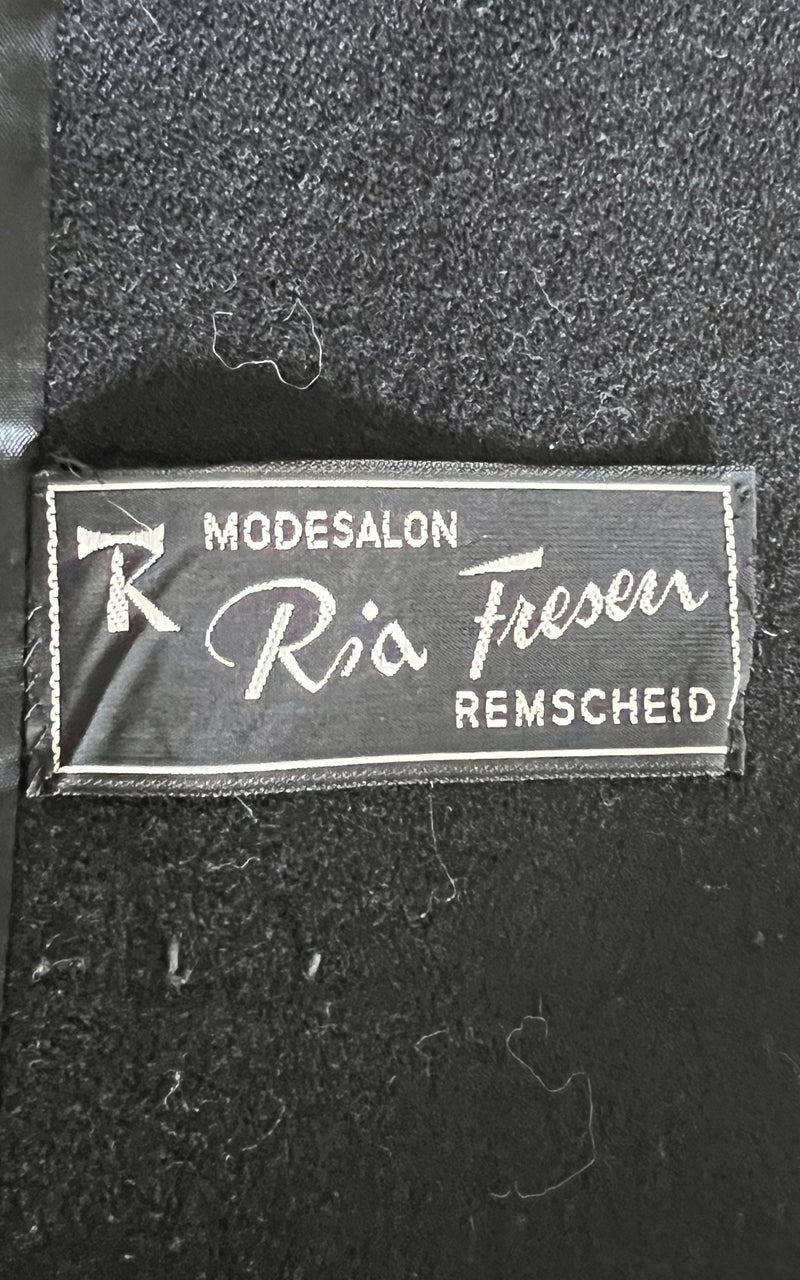 MODESALON
Ria Fresen
REMSCHEID